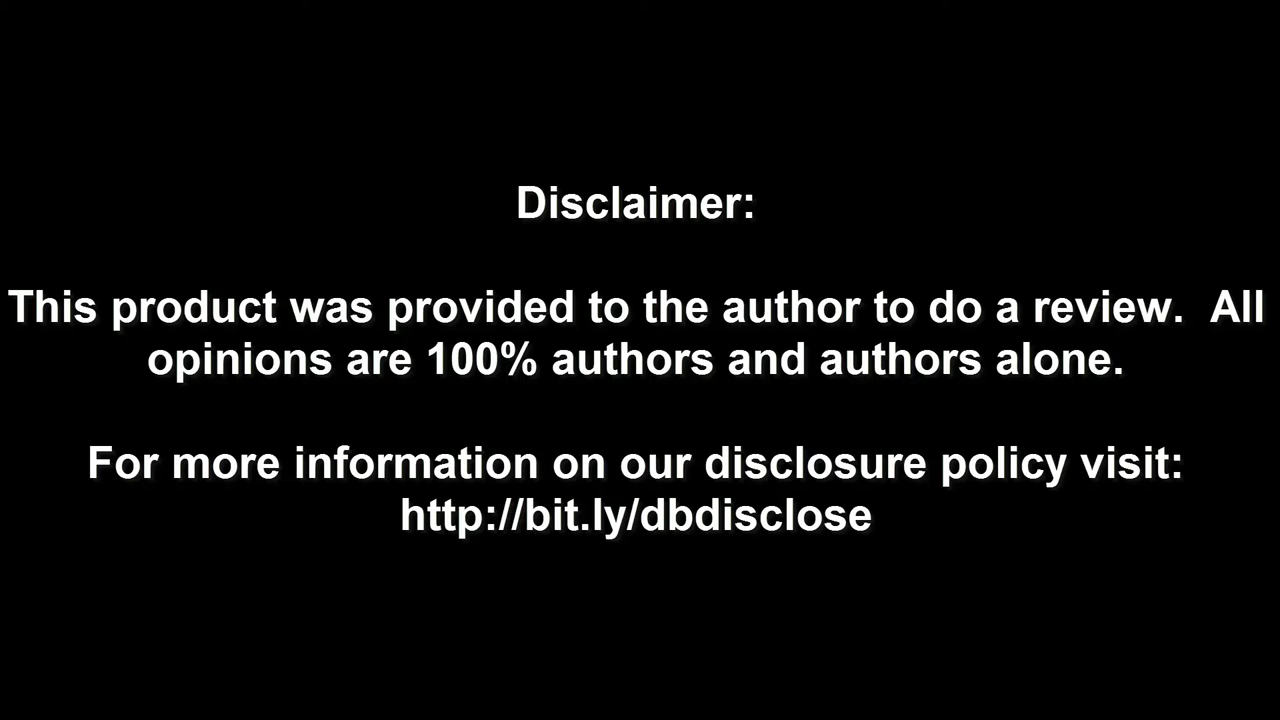 Disclaimer:
This product was provided to the author to do a review.  All
opinions are 100% authors and authors alone.
For more information on our disclosure policy visit:
http://bit.ly/dbdisclose